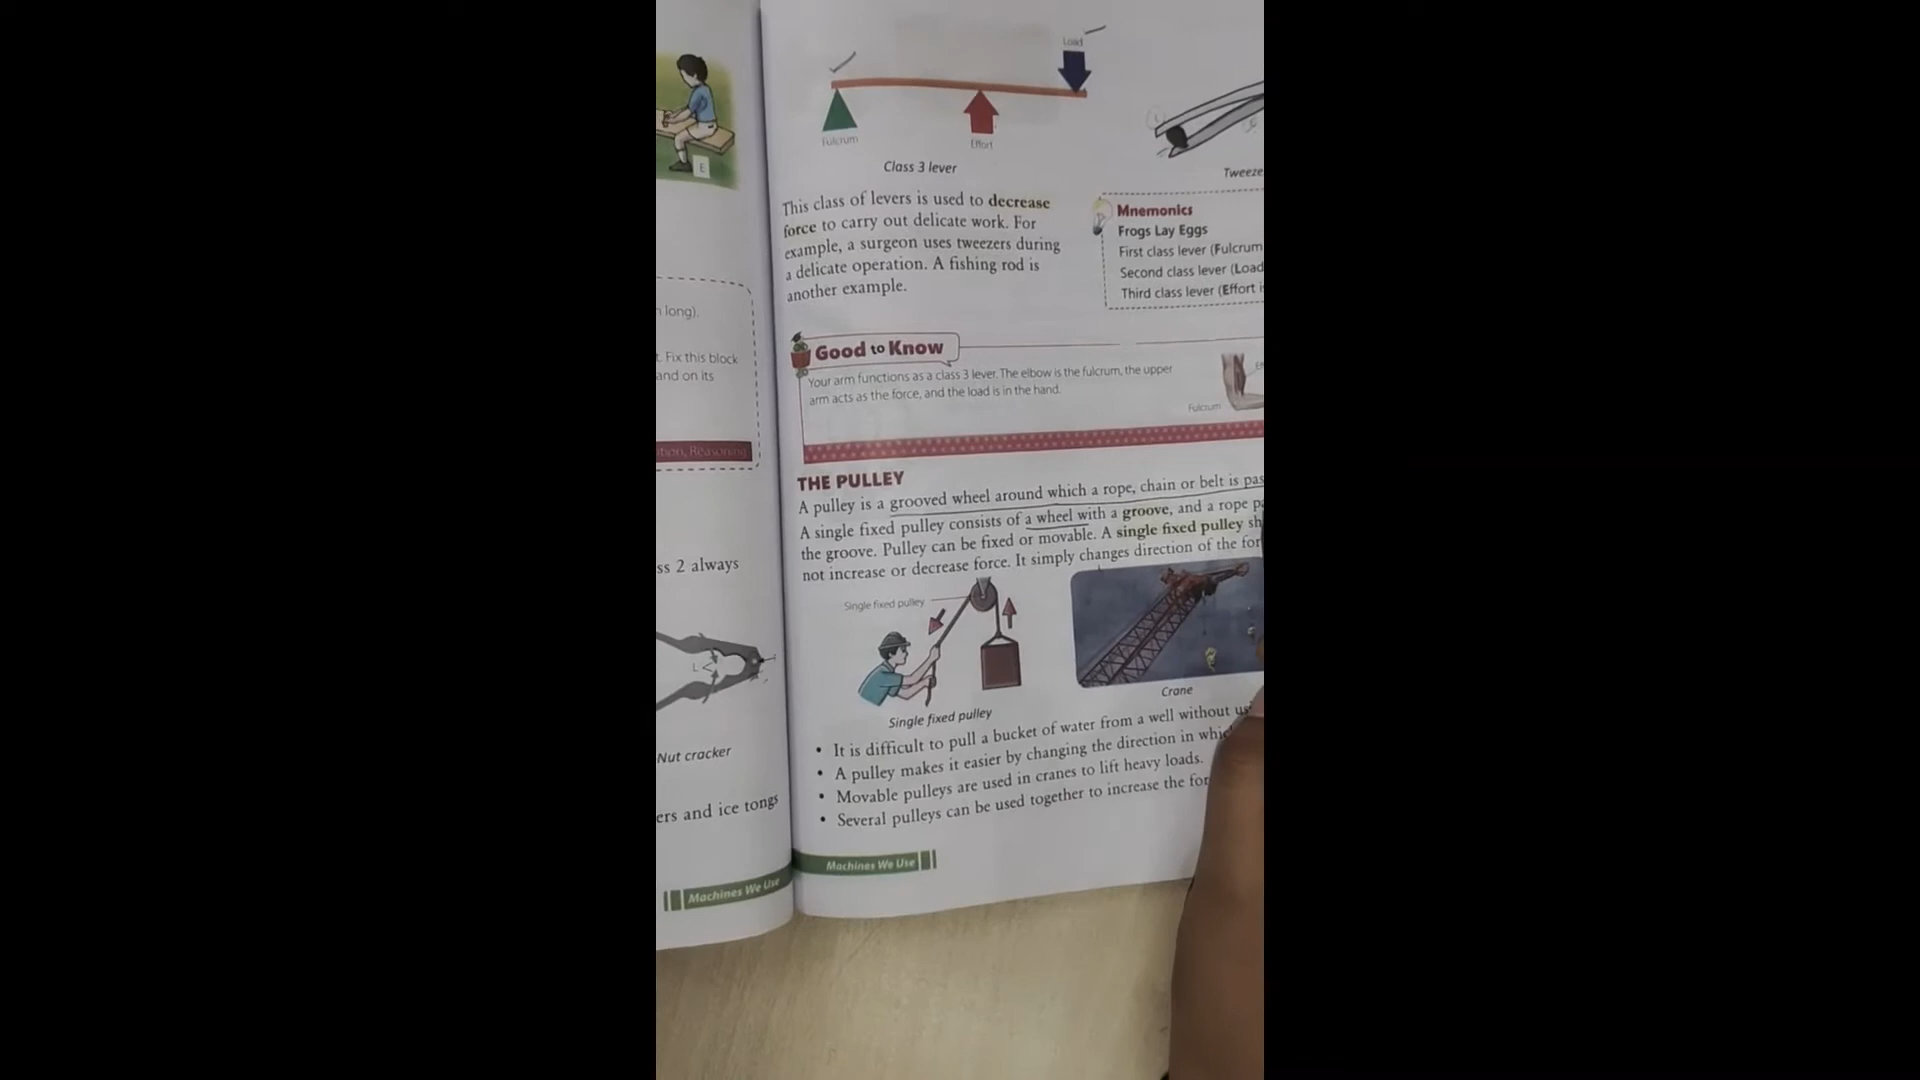 E
n long).
t. Fix this block
and on its
tion, Reasoning
ss 2 always
L
Nut cracker
ers and ice tongs
Machines We Use
Load
Fulcrum
Effort
Class 3 lever
Tweeze
This class of levers is used to decrease
force to carry out delicate work. For
example, a surgeon uses tweezers during
a delicate operation. A fishing rod is
another example.
Mnemonics
Frogs Lay Eggs
First class lever (Fulcrum
Second class lever (Load
Third class lever (Effort i
Good to Know
Your arm functions as a class 3 lever. The elbow is the fulcrum, the upper
arm acts as the force, and the load is in the hand.
Fulcrum
THE PULLEY
A pulley is a grooved wheel around which a rope, chain or belt is pas
A single fixed pulley consists of a wheel with a groove, and a rope p
the groove. Pulley can be fixed or movable. A single fixed pulley sh
not increase or decrease force. It simply changes direction of the for
Single fixed pulley
Single fixed pulley
Crane
• It is difficult to pull a bucket of water from a well without us
• A pulley makes it easier by changing the direction in whic
• Movable pulleys are used in cranes to lift heavy loads.
• Several pulleys can be used together to increase the for
Machines We Use